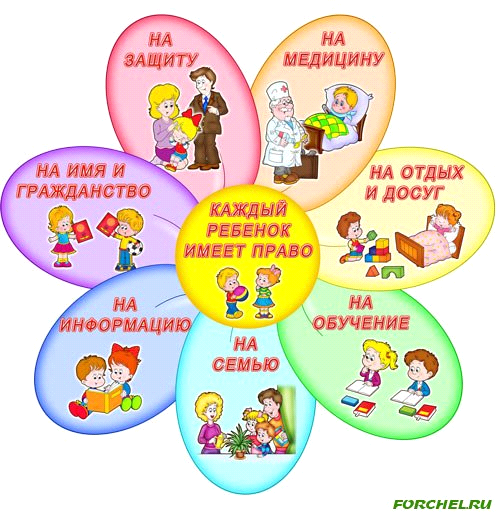 НА
ЗАЩИТУ
НА
МЕДИЦИНУ
НА ИМЯ И
ГРАЖДАНСТВО
КАЖДЫЙ
РЕБЕНОК
ИМЕЕТ ПРАВО
НА ОТДЫХ
И ДОСУГ
НА
ИНФОРМАЦИЮ
НА
СЕМЬЮ
НА
ОБУЧЕНИЕ
FORCHEL.RU